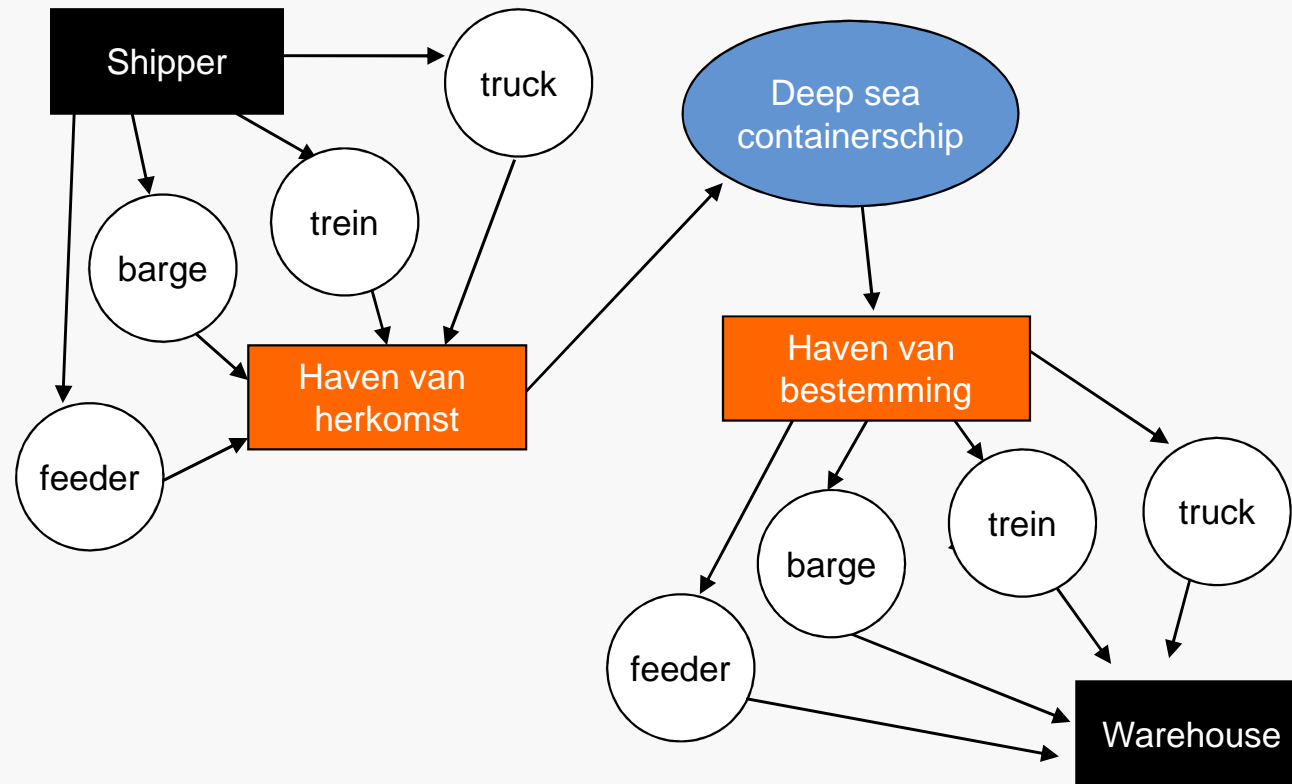 Shipper
truck
trein
barge
Haven van
herkomst
feeder
Deep sea
containerschip
Haven van
bestemming
truck
trein
barge
feeder
Warehouse